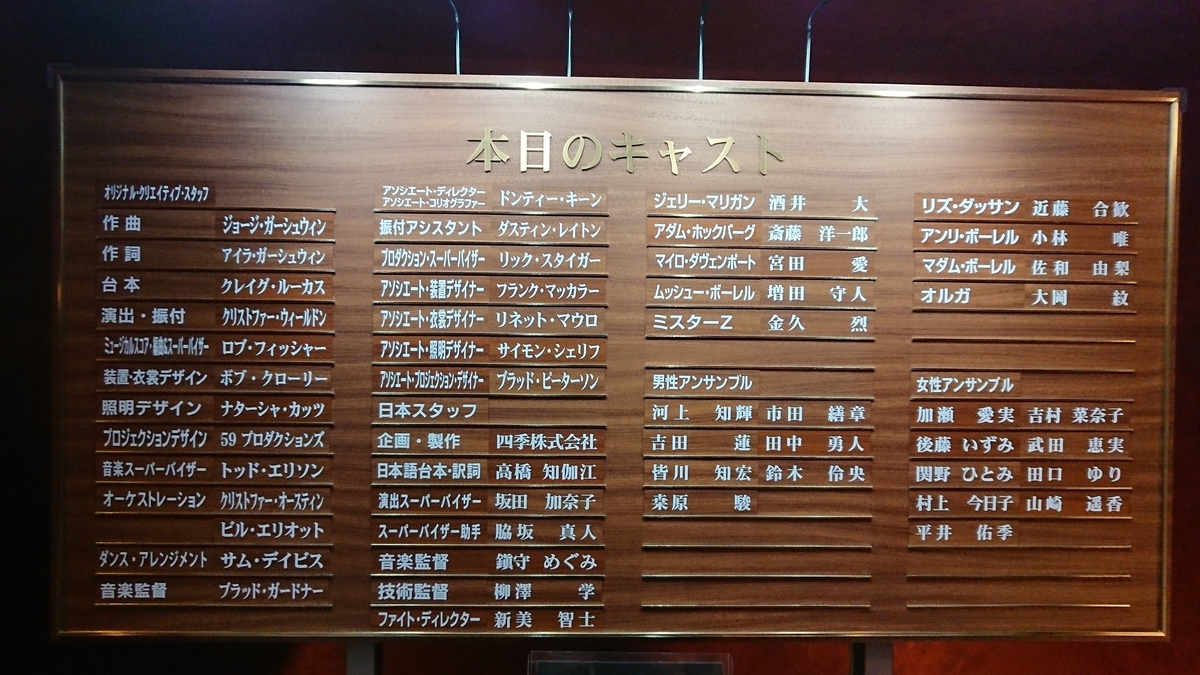 本日のキャスト
オリジナル・クリエイティブ・スタッフ
作曲 ジョージ・ガーシュウィン
作詞 アイラ・ガーシュウィン
台本 クレイグ・ルーカス
演出・振付 クリストファー・ウィールドン
ミュージカルスコア・編曲&スーパーバイザー ロブ・フィッシャー
装置・衣裳デザイン ボブ・クローリー
照明デザイン ナターシャ・カッツ
プロジェクションデザイン 59 プロダクションズ
音楽スーパーバイザー トッド・エリソン
オーケストレーション クリストファー・オースティン
ビル・エリオット
ダンス・アレンジメント サム・デイビス
音楽監督 ブラッド・ガードナー
アソシエート・ディレクター
アソシエート・コリオグラファー ドンティー・キーン
振付アシスタント ダスティン・レイトン
プロダクション・スーパーバイザー リック・スタイガー
アソシエート・装置デザイナー フランク・マッカラー
アソシエート・衣裳デザイナー リネット・マウロ
アソシエート・照明デザイナー サイモン・シェリフ
アソシエート・プロジェクション・デザイナー ブラッド・ピーターソン
日本スタッフ
企画・製作 四季株式会社
日本語台本・訳詞 高橋 知伽江
演出スーパーバイザー 坂田 加奈子
スーパーバイザー助手 脇坂 真人
音楽監督 鎮守 めぐみ
技術監督 柳澤 学
ファイト・ディレクター 新美 智士
ジェリー・マリガン 酒井 大
アダム・ホックバーグ 斎藤 洋一郎
マイロ・ダヴェンポート 宮田 愛
ムッシュー・ボーレル 増田 守人
ミスターZ 金久 烈
男性アンサンブル
河上 知輝 市田 繕章
吉田 蓮 田中 勇人
皆川 知宏 鈴木 伶央
桒原 駿
リズ・ダッサン 近藤 合歓
アンリ・ボーレル 小林 唯
マダム・ボーレル 佐和 由梨
オルガ 大岡 紋
女性アンサンブル
加瀬 愛実 吉村 菜奈子
後藤 いずみ 武田 恵実
関野 ひとみ 田口 ゆり
村上 今日子 山崎 遥香
平井 佑季